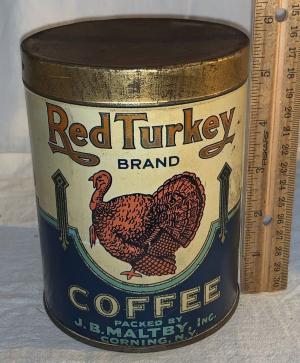 Red Turkey
BRAND
COFFEE
PACKED BY
J.B. MALTBY, INC.
CORNING, N.Y.